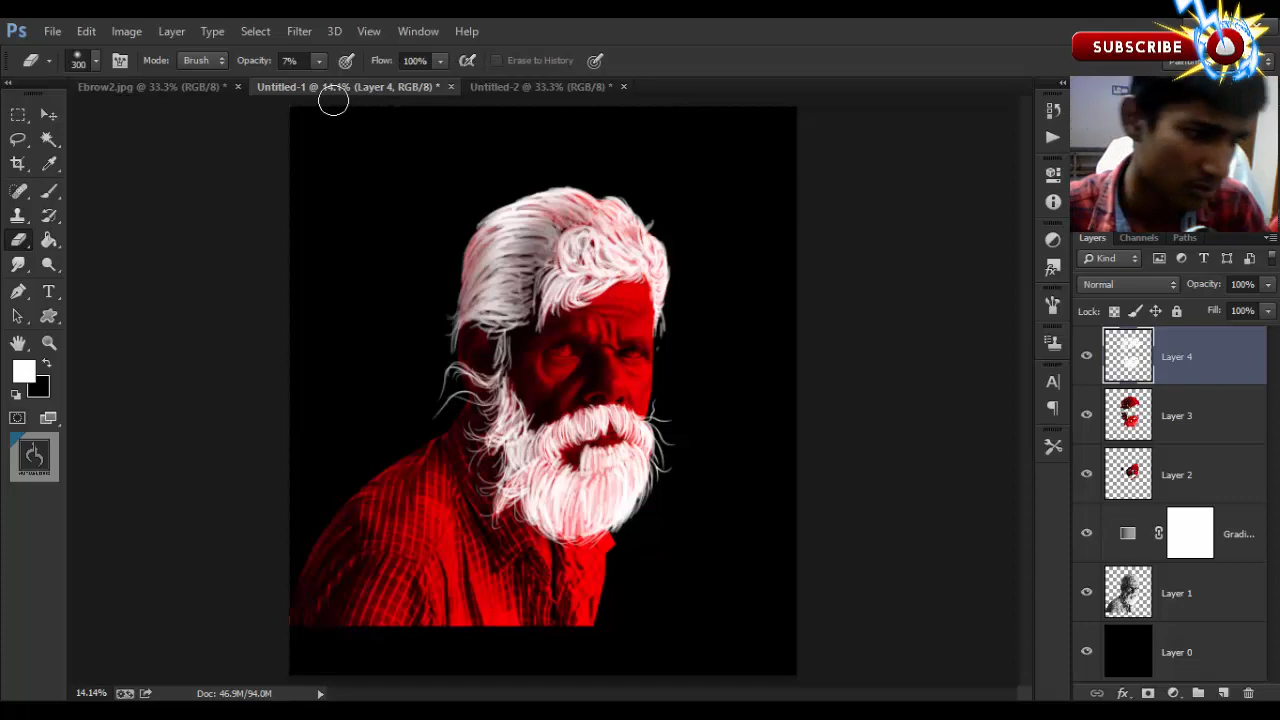 Ps File Edit Image Layer Type Select Filter 3D View Window Help
SUBSCRIBE
300 Mode: Brush Opacity: 7% Flow: 100% Erase to History
Ebrow2.jpg @ 33.3% (RGB/8) * × Untitled-1 @ 14.1% (Layer 4, RGB/8) * × Untitled-2 @ 33.3% (RGB/8) * ×
Layers Channels Paths
Kind
Normal Opacity: 100%
Lock: Fill: 100%
Layer 4
Layer 3
Layer 2
Gradi...
Layer 1
Layer 0
14.14% Doc: 46.9M/94.0M